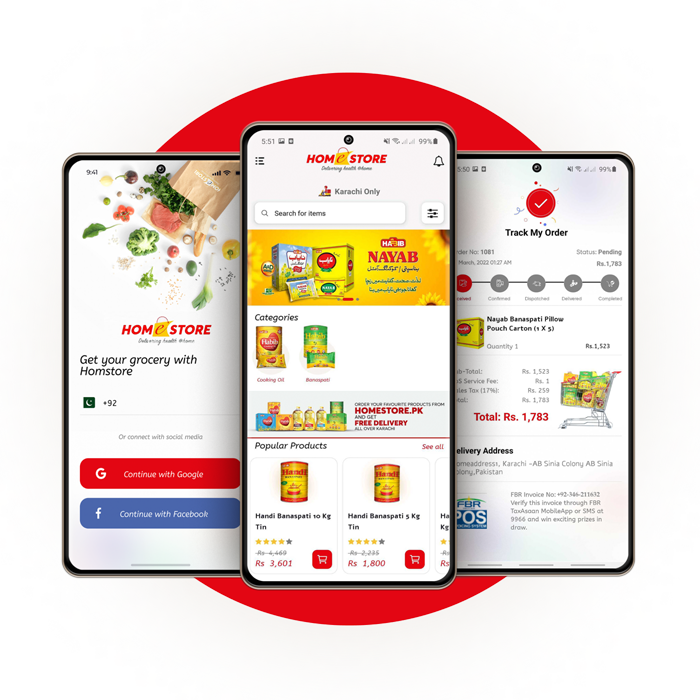 9:41
HOMeSTORE
Delivering health @home
Get your grocery with
Homstore
+92
Or connect with social media
G Continue with Google
f Continue with Facebook
5:51
99%
HOMeSTORE
Delivering health @home
Karachi Only
Search for items
HABIB
NAYAB
Categories
Habib
Cooking Oil
Banaspati
ORDER YOUR FAVOURITE PRODUCTS FROM
HOMESTORE.PK
AND GET
FREE DELIVERY
ALL OVER KARACHI
Popular Products
See all
Handi
Handi Banaspati 10 Kg
Tin
Rs 4,469
Rs 3,601
Handi
Handi Banaspati 5 Kg
Tin
Rs 2,235
Rs 1,800
H
T
Rs
5:50
99%
Track My Order
der No: 1081
Status: Pending
March, 2022 01:27 AM
Rs.1,783
eived
Confirmed
Dispatched
Delivered
Completed
Nayab Banaspati Pillow
Pouch Carton (1 X 5)
Quantity 1
Rs.1,523
b-Total:
Rs. 1,523
S Service Fee:
Rs. 1
les Tax (17%):
Rs. 259
tal:
Rs. 1,783
Total: Rs. 1,783
elivery Address
omeaddress1, Karachi -AB Sinia Colony AB Sinia
olony,Pakistan
FBR
POS
FBR Invoice No: +92-346-211632
Verify this invoice through FBR
TaxAsaan MobileApp or SMS at
9966 and win exciting prizes in
draw.